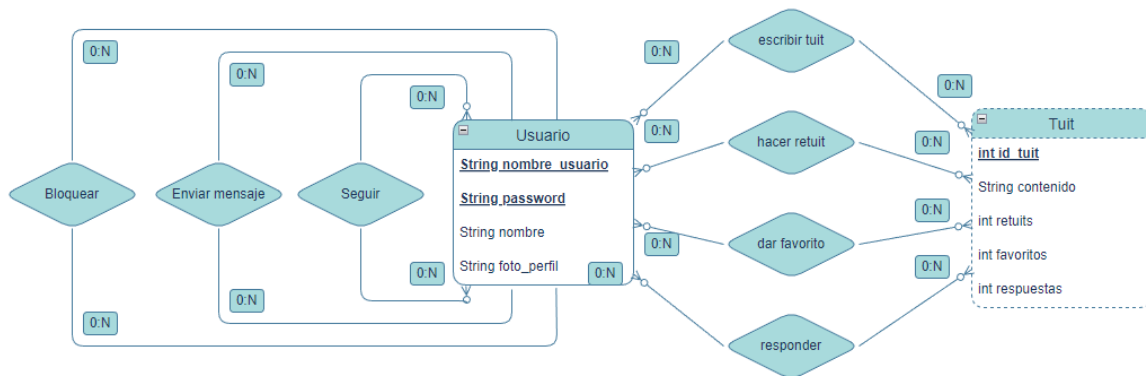 0:N
0:N
0:N
Bloquear
Enviar mensaje
Seguir
0:N
0:N
0:N
Usuario
String nombre_usuario
String password
String nombre
String foto_perfil
0:N
0:N
0:N
0:N
0:N
escribir tuit
hacer retuit
dar favorito
responder
0:N
0:N
0:N
0:N
Tuit
int id_tuit
String contenido
int retuits
int favoritos
int respuestas